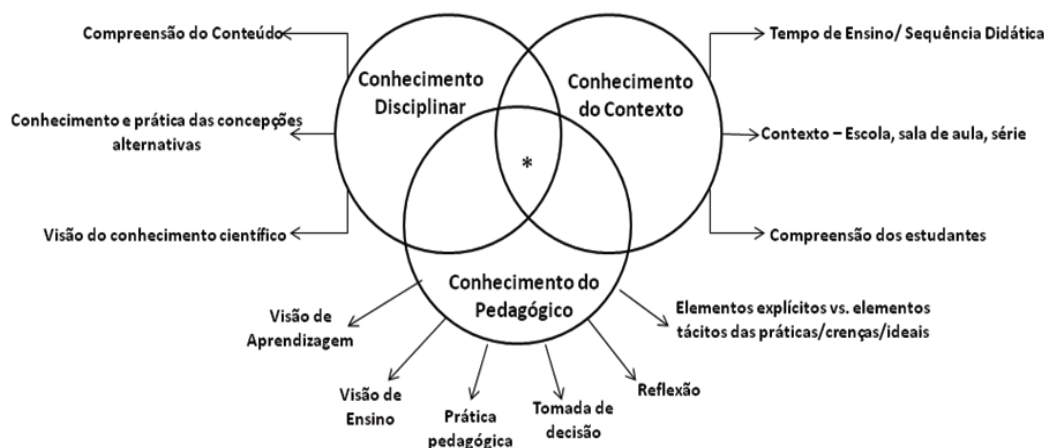 Compreensão do Conteúdo
Conhecimento e prática das concepções
alternativas
Visão do conhecimento científico
Conhecimento
Disciplinar
Conhecimento
do Contexto
*
Tempo de Ensino/ Sequência Didática
Contexto – Escola, sala de aula, série
Compreensão dos estudantes
Conhecimento do
Pedagógico
Visão de
Aprendizagem
Visão de
Ensino
Prática
pedagógica
Tomada de
decisão
Reflexão
Elementos explícitos vs. elementos
tácitos das práticas/crenças/ideais